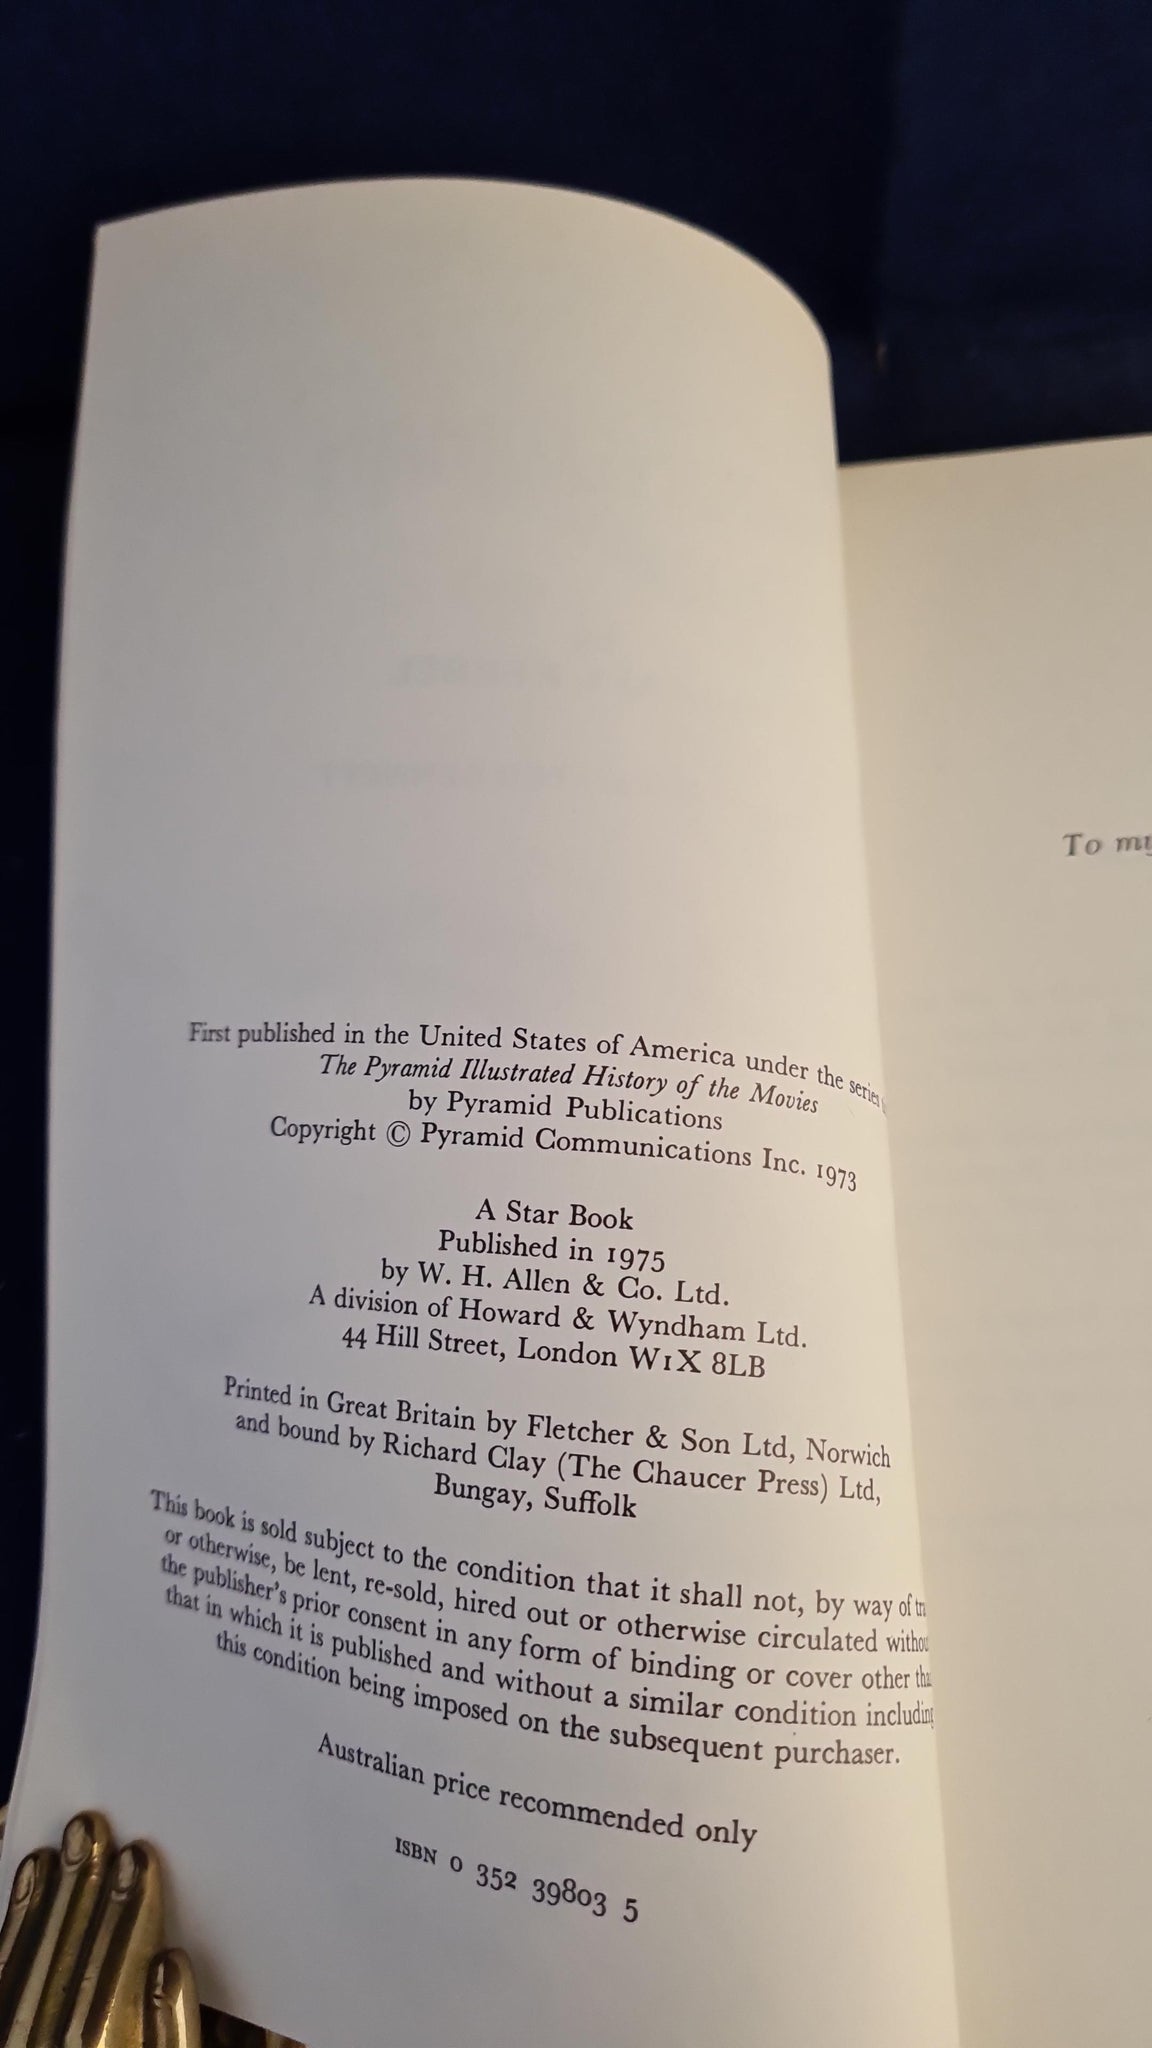 First published in the United States of America under the series
The Pyramid Illustrated History of the Movies
by Pyramid Publications
Copyright © Pyramid Communications Inc. 1973
A Star Book
Published in 1975
by W. H. Allen & Co. Ltd.
A division of Howard & Wyndham Ltd.
44 Hill Street, London W1X 8LB
Printed in Great Britain by Fletcher & Son Ltd, Norwich
and bound by Richard Clay (The Chaucer Press) Ltd,
Bungay, Suffolk
This book is sold subject to the condition that it shall not, by way of
or otherwise, be lent, re-sold, hired out or otherwise circulated
the publisher's prior consent in any form of binding or cover other
that in which it is published and without a similar condition including
this condition being imposed on the subsequent purchaser.
Australian price recommended only
ISBN 0 352 39803 5
To my